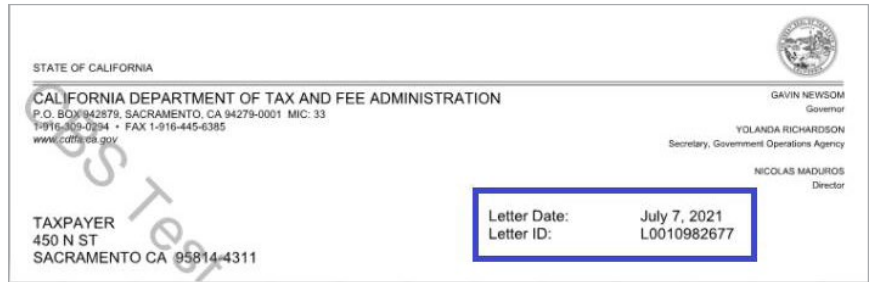 STATE OF CALIFORNIA
CALIFORNIA DEPARTMENT OF TAX AND FEE ADMINISTRATION
P.O. BOX 942879, SACRAMENTO, CA 94279-0001 MIC: 33
1-916-309-0294 • FAX 1-916-445-6385
www.cdtfa.ca.gov
GAVIN NEWSOM
Governor
YOLANDA RICHARDSON
Secretary, Government Operations Agency
NICOLAS MADUROS
Director
CBS Test
TAXPAYER
450 N ST
SACRAMENTO CA 95814-4311
Letter Date: July 7, 2021
Letter ID: L0010982677